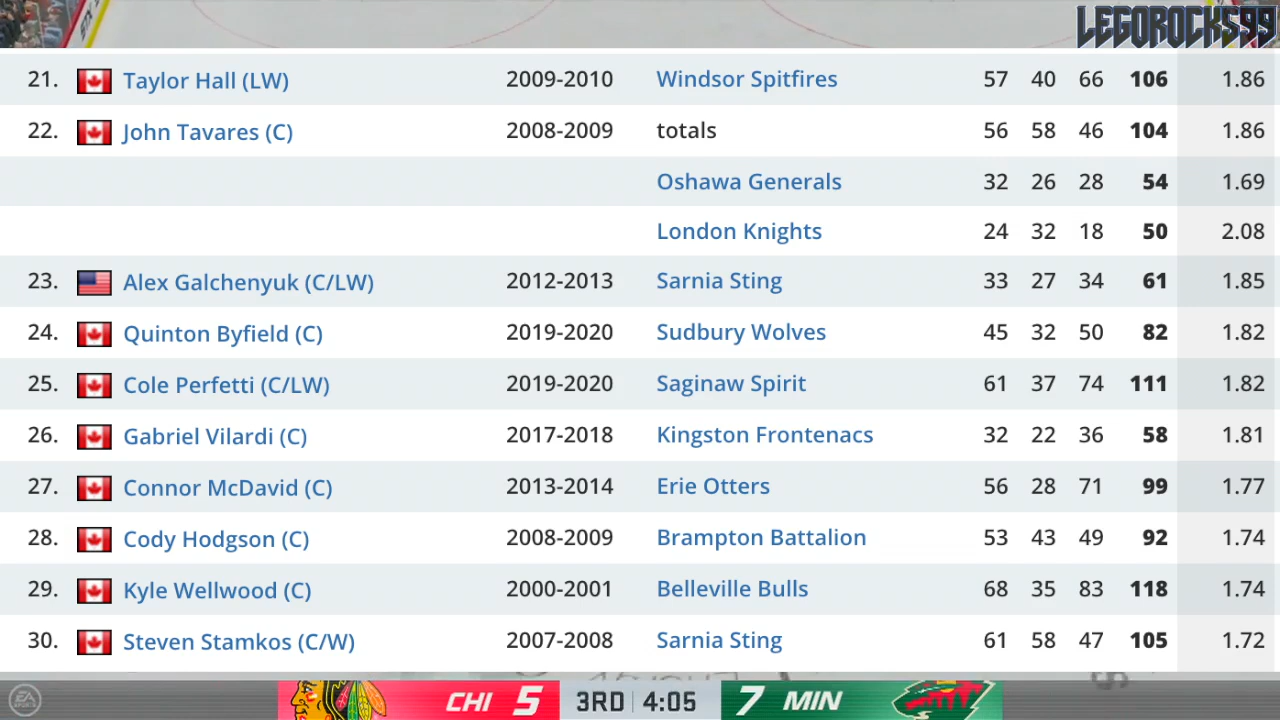 LEGOROCKS99
21. Taylor Hall (LW) 2009-2010 Windsor Spitfires 57 40 66 106 1.86
22. John Tavares (C) 2008-2009 totals 56 58 46 104 1.86
Oshawa Generals 32 26 28 54 1.69
London Knights 24 32 18 50 2.08
23. Alex Galchenyuk (C/LW) 2012-2013 Sarnia Sting 33 27 34 61 1.85
24. Quinton Byfield (C) 2019-2020 Sudbury Wolves 45 32 50 82 1.82
25. Cole Perfetti (C/LW) 2019-2020 Saginaw Spirit 61 37 74 111 1.82
26. Gabriel Vilardi (C) 2017-2018 Kingston Frontenacs 32 22 36 58 1.81
27. Connor McDavid (C) 2013-2014 Erie Otters 56 28 71 99 1.77
28. Cody Hodgson (C) 2008-2009 Brampton Battalion 53 43 49 92 1.74
29. Kyle Wellwood (C) 2000-2001 Belleville Bulls 68 35 83 118 1.74
30. Steven Stamkos (C/W) 2007-2008 Sarnia Sting 61 58 47 105 1.72
EA SPORTS CHI 5 3RD 4:05 7 MIN